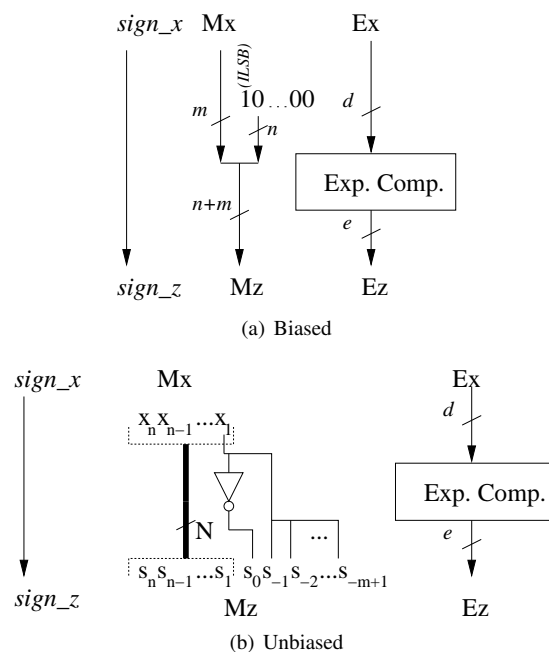 sign_x Mx Ex
(ILSB)
10 ...00
m n d
Exp. Comp.
n+m e
sign_z Mz Ez
(a) Biased
sign_x Mx Ex
x_n x_{n−1} ...x_1 d
N ... Exp. Comp.
e
s_n s_{n−1} ...s_1 s_0 s_{−1} s_{−2} ...s_{−m+1}
sign_z Mz Ez
(b) Unbiased